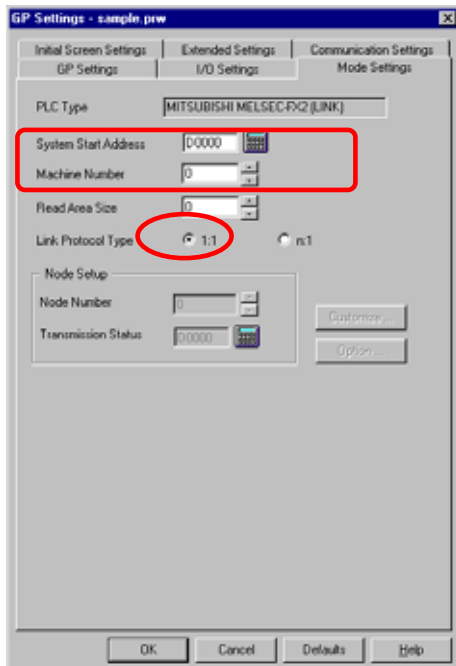 GP Settings - sample.prw
Initial Screen Settings Extended Settings Communication Settings
GP Settings I/O Settings Mode Settings
PLC Type MITSUBISHI MELSEC-FX2 (LINK)
System Start Address D0000
Machine Number 0
Read Area Size 0
Link Protocol Type 1:1 n:1
Node Setup
Node Number 0
Transmission Status D0000
Customize ...
Option ...
OK Cancel Defaults Help